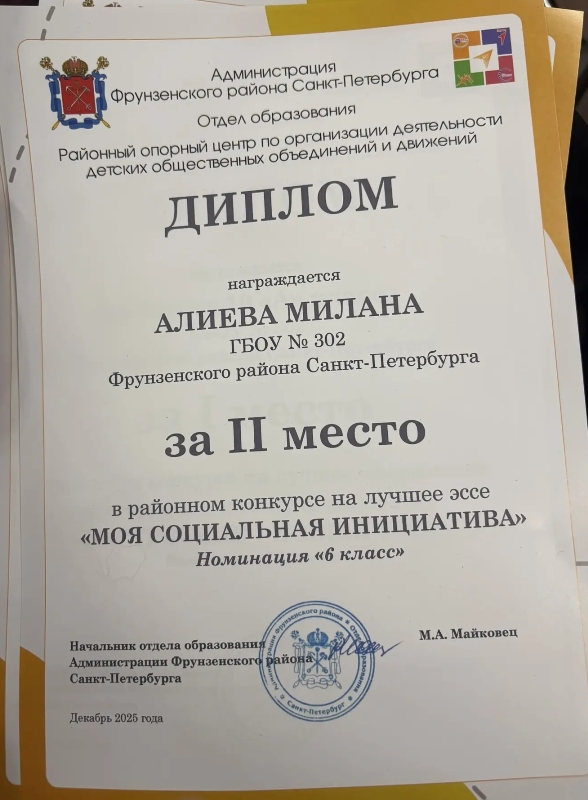 Администрация
Фрунзенского района Санкт-Петербурга
Отдел образования
Районный опорный центр по организации деятельности
детских общественных объединений и движений
ДИПЛОМ
награждается
АЛИЕВА МИЛАНА
ГБОУ № 302
Фрунзенского района Санкт-Петербурга
за II место
в районном конкурсе на лучшее эссе
«МОЯ СОЦИАЛЬНАЯ ИНИЦИАТИВА»
Номинация «6 класс»
Начальник отдела образования
Администрации Фрунзенского района
Санкт-Петербурга
М.А. Майковец
Декабрь 2025 года